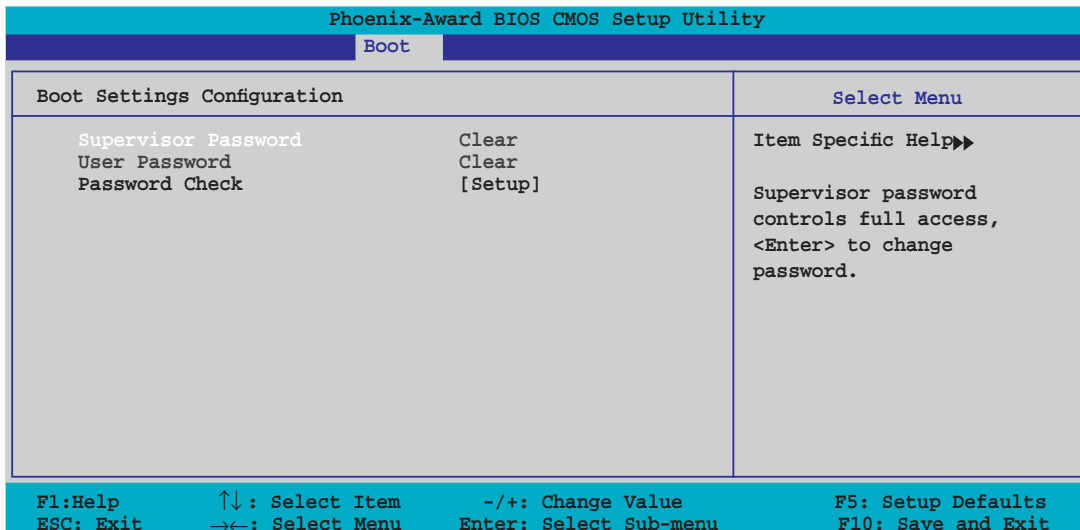 Phoenix-Award BIOS CMOS Setup Utility
Boot
Boot Settings Configuration
Select Menu
Supervisor Password Clear
User Password Clear
Password Check [Setup]
Item Specific Help▶▶
Supervisor password
controls full access,
<Enter> to change
password.
F1:Help ↑↓: Select Item -/+: Change Value F5: Setup Defaults
ESC: Exit →←: Select Menu Enter: Select Sub-menu F10: Save and Exit